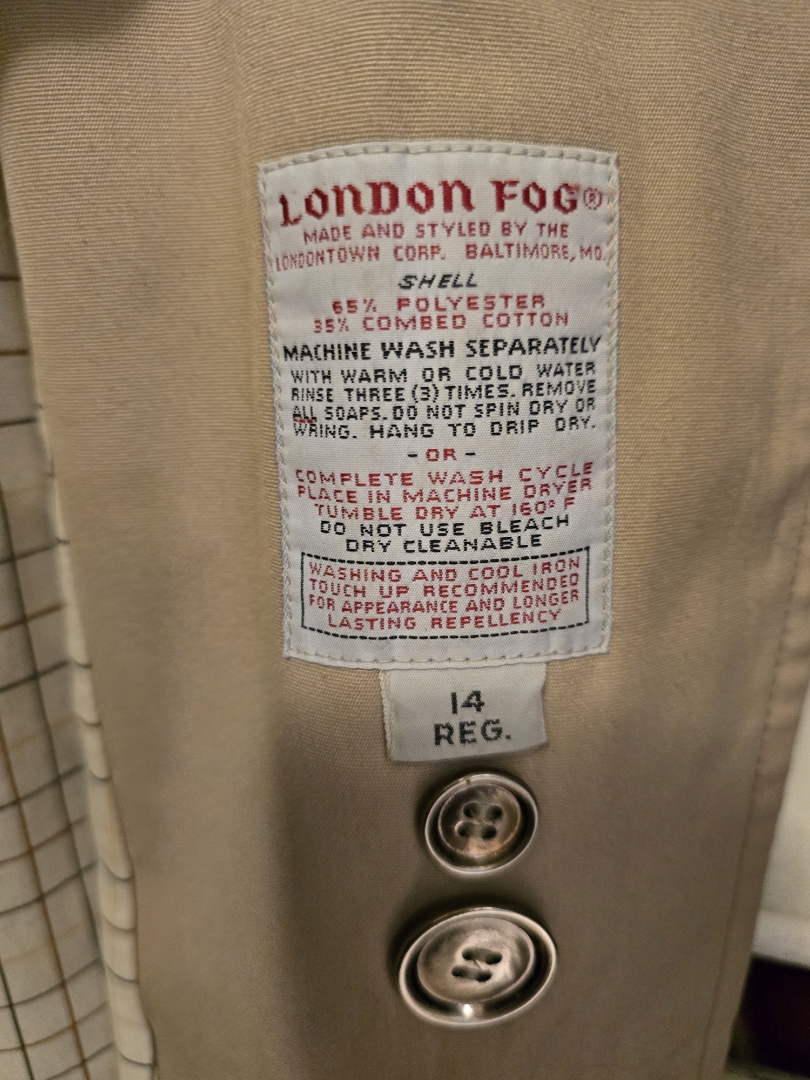 LONDON FOG®
MADE AND STYLED BY THE
LONDONTOWN CORP. BALTIMORE, MD.
SHELL
65% POLYESTER
35% COMBED COTTON
MACHINE WASH SEPARATELY
WITH WARM OR COLD WATER
RINSE THREE (3) TIMES. REMOVE
ALL SOAPS. DO NOT SPIN DRY OR
WRING. HANG TO DRIP DRY.
- OR -
COMPLETE WASH CYCLE
PLACE IN MACHINE DRYER
TUMBLE DRY AT 160° F
DO NOT USE BLEACH
DRY CLEANABLE
WASHING AND COOL IRON
TOUCH UP RECOMMENDED
FOR APPEARANCE AND LONGER
LASTING REPELLENCY
14
REG.